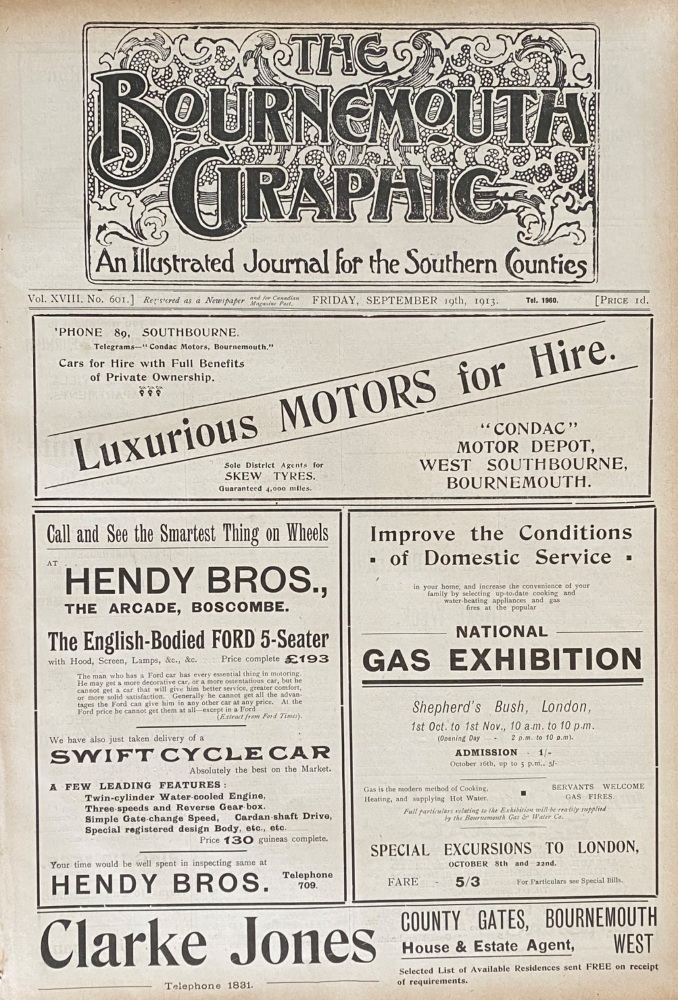 THE
BOURNEMOUTH
GRAPHIC
An Illustrated Journal for the Southern Counties
Vol. XVIII. No. 601.] Registered as a Newspaper and for Canadian Magazine Post. FRIDAY, SEPTEMBER 19th, 1913. Tel. 1960. [PRICE 1d.
'PHONE 89, SOUTHBOURNE.
Telegrams—"Condac Motors, Bournemouth."
Cars for Hire with Full Benefits
of Private Ownership.
Luxurious MOTORS for Hire.
Sole District Agents for
SKEW TYRES.
Guaranteed 4,000 miles.
"CONDAC"
MOTOR DEPOT,
WEST SOUTHBOURNE,
BOURNEMOUTH.
Call and See the Smartest Thing on Wheels
AT
HENDY BROS.,
THE ARCADE, BOSCOMBE.
The English-Bodied FORD 5-Seater
with Hood, Screen, Lamps, &c., &c. Price complete £193
The man who has a Ford car has every essential thing in motoring.
He may get a more decorative car, or a more ostentatious car, but he
cannot get a car that will give him better service, greater comfort,
or more solid satisfaction. Generally he cannot get all the advan-
tages the Ford can give him in any other car at any price. At the
Ford price he cannot get them at all—except in a Ford
(Extract from Ford Times).
We have also just taken delivery of a
SWIFT CYCLE CAR
Absolutely the best on the Market.
A FEW LEADING FEATURES:
Twin-cylinder Water-cooled Engine,
Three-speeds and Reverse Gear-box.
Simple Gate-change Speed, Cardan-shaft Drive,
Special registered design Body, etc., etc.
Price 130 guineas complete.
Your time would be well spent in inspecting same at
HENDY BROS. Telephone
709.
Improve the Conditions
of Domestic Service
in your home, and increase the convenience of your
family by selecting up-to-date cooking and
water-heating appliances and gas
fires at the popular
NATIONAL
GAS EXHIBITION
Shepherd's Bush, London,
1st Oct. to 1st Nov., 10 a.m. to 10 p.m.
(Opening Day - - 2 p.m. to 10 p.m).
ADMISSION - 1/-
October 16th, up to 5 p.m., 5/-
Gas is the modern method of Cooking,
Heating, and supplying Hot Water.
SERVANTS WELCOME
GAS FIRES.
Full particulars relating to the Exhibition will be readily supplied
by the Bournemouth Gas & Water Co.
SPECIAL EXCURSIONS TO LONDON,
OCTOBER 8th and 22nd.
FARE - 5/3 For Particulars see Special Bills.
Clarke Jones
Telephone 1831.
COUNTY GATES, BOURNEMOUTH
House & Estate Agent, WEST
Selected List of Available Residences sent FREE on receipt
of requirements.